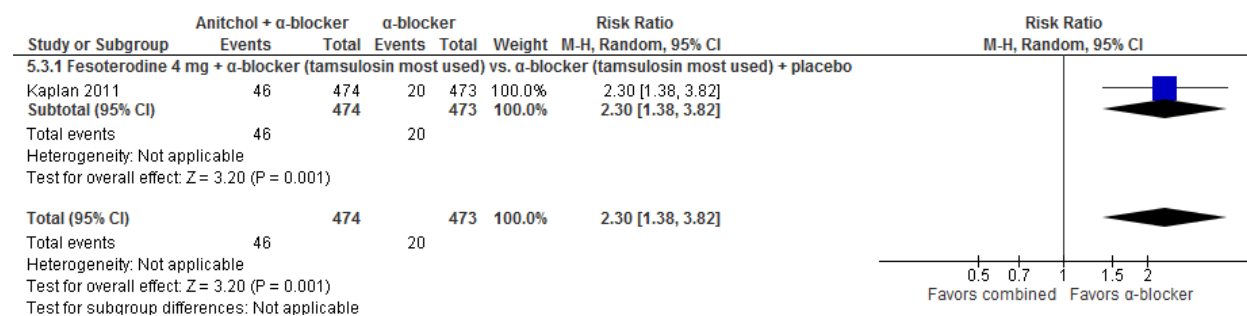 Anitchol + α-blocker α-blocker Risk Ratio Risk Ratio
Study or Subgroup Events Total Events Total Weight M-H, Random, 95% CI M-H, Random, 95% CI
5.3.1 Fesoterodine 4 mg + α-blocker (tamsulosin most used) vs. α-blocker (tamsulosin most used) + placebo
Kaplan 2011 46 474 20 473 100.0% 2.30 [1.38, 3.82]
Subtotal (95% CI) 474 473 100.0% 2.30 [1.38, 3.82]
Total events 46 20
Heterogeneity: Not applicable
Test for overall effect: Z = 3.20 (P = 0.001)
Total (95% CI) 474 473 100.0% 2.30 [1.38, 3.82]
Total events 46 20
Heterogeneity: Not applicable
Test for overall effect: Z = 3.20 (P = 0.001)
Test for subgroup differences: Not applicable
0.5 0.7 1 1.5 2
Favors combined Favors α-blocker